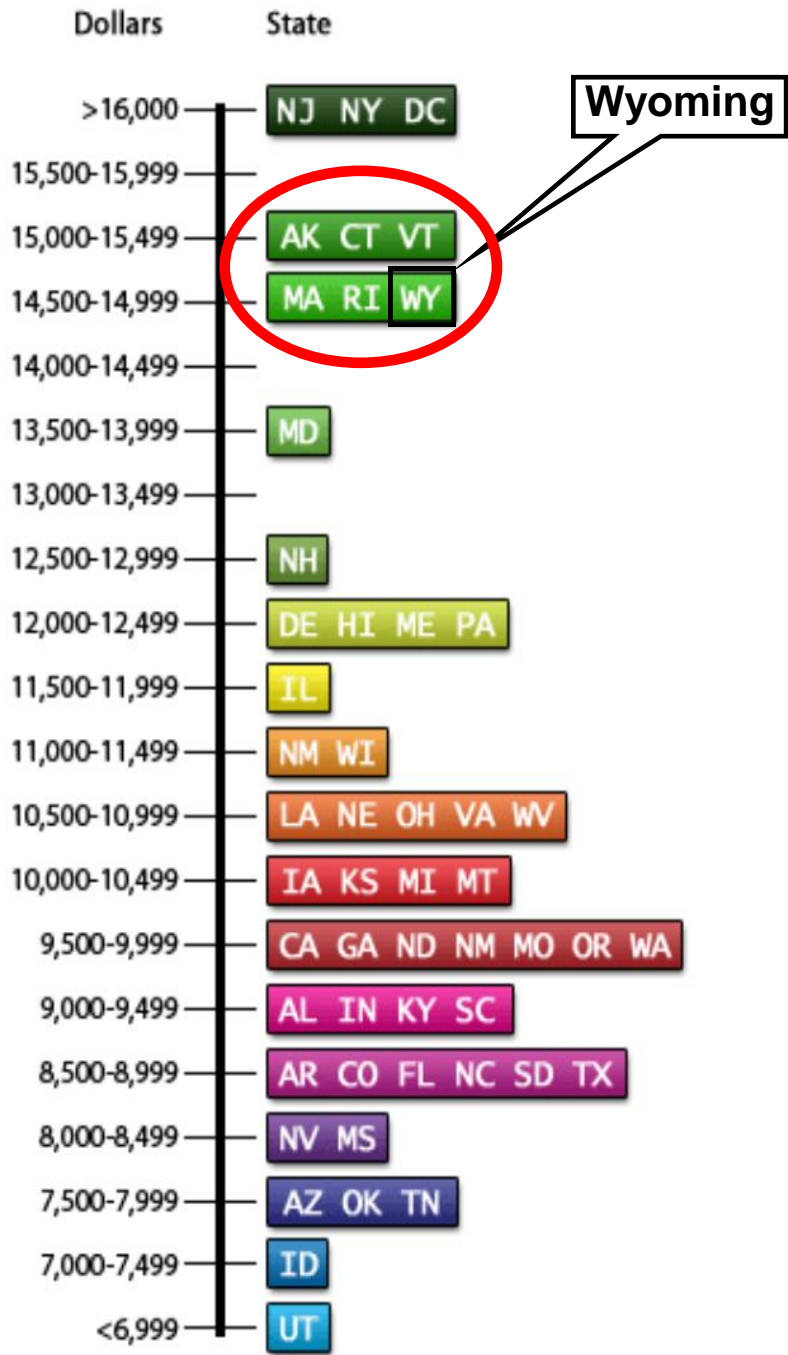 Dollars State
Wyoming
>16,000 NJ NY DC
15,500-15,999
15,000-15,499 AK CT VT
14,500-14,999 MA RI WY
14,000-14,499
13,500-13,999 MD
13,000-13,499
12,500-12,999 NH
12,000-12,499 DE HI ME PA
11,500-11,999 IL
11,000-11,499 NM WI
10,500-10,999 LA NE OH VA WV
10,000-10,499 IA KS MI MT
9,500-9,999 CA GA ND NM MO OR WA
9,000-9,499 AL IN KY SC
8,500-8,999 AR CO FL NC SD TX
8,000-8,499 NV MS
7,500-7,999 AZ OK TN
7,000-7,499 ID
<6,999 UT